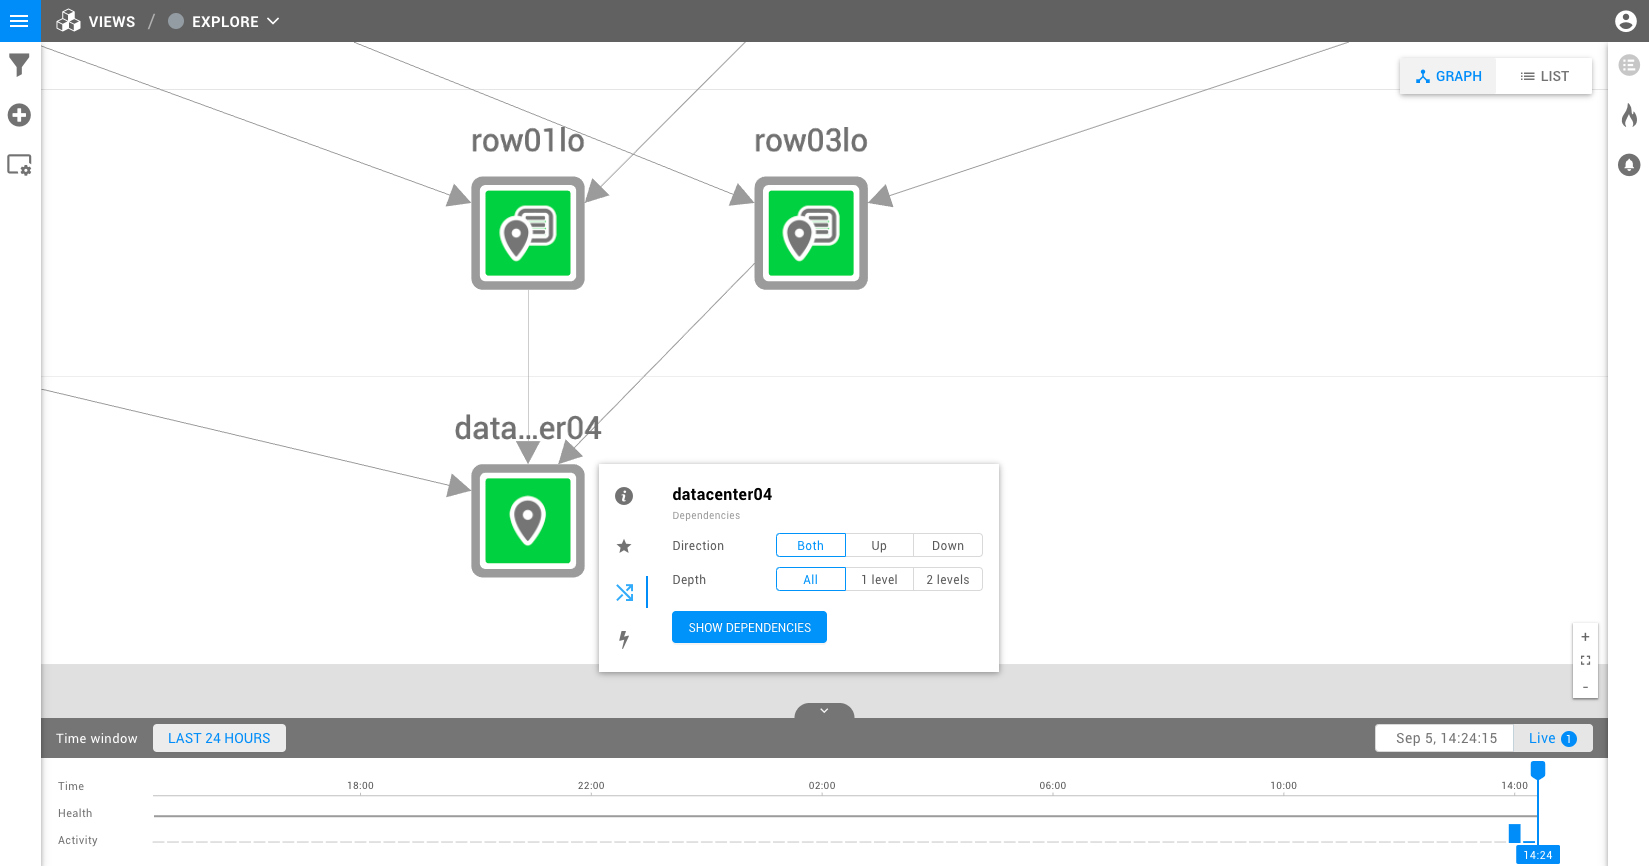 VIEWS / EXPLORE
GRAPH LIST
row01lo row03lo
data...er04
datacenter04
Dependencies
Direction Both Up Down
Depth All 1 level 2 levels
SHOW DEPENDENCIES
+
-
Time window LAST 24 HOURS Sep 5, 14:24:15 Live 1
Time 18:00 22:00 02:00 06:00 10:00 14:00
Health
Activity
14:24